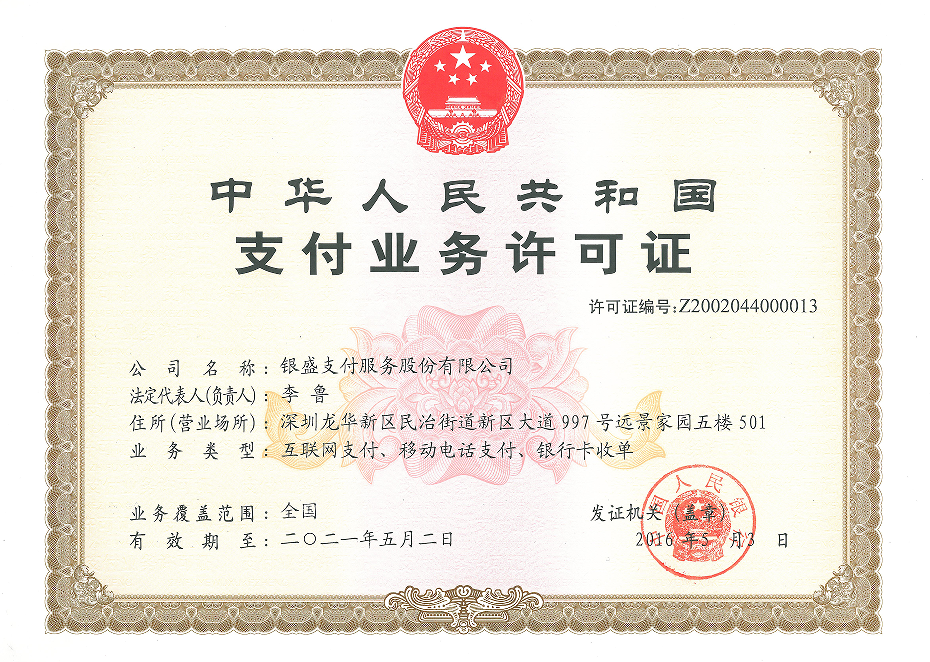 中华人民共和国
支付业务许可证
许可证编号:Z2002044000013
公司名称:银盛支付服务股份有限公司
法定代表人(负责人):李鲁
住所(营业场所):深圳龙华新区民治街道新区大道997号远景家园五楼501
业务类型:互联网支付、移动电话支付、银行卡收单
业务覆盖范围:全国
发证机关(盖章)
有效期至:二〇二一年五月二日
2016年5月3日
中国人民银行